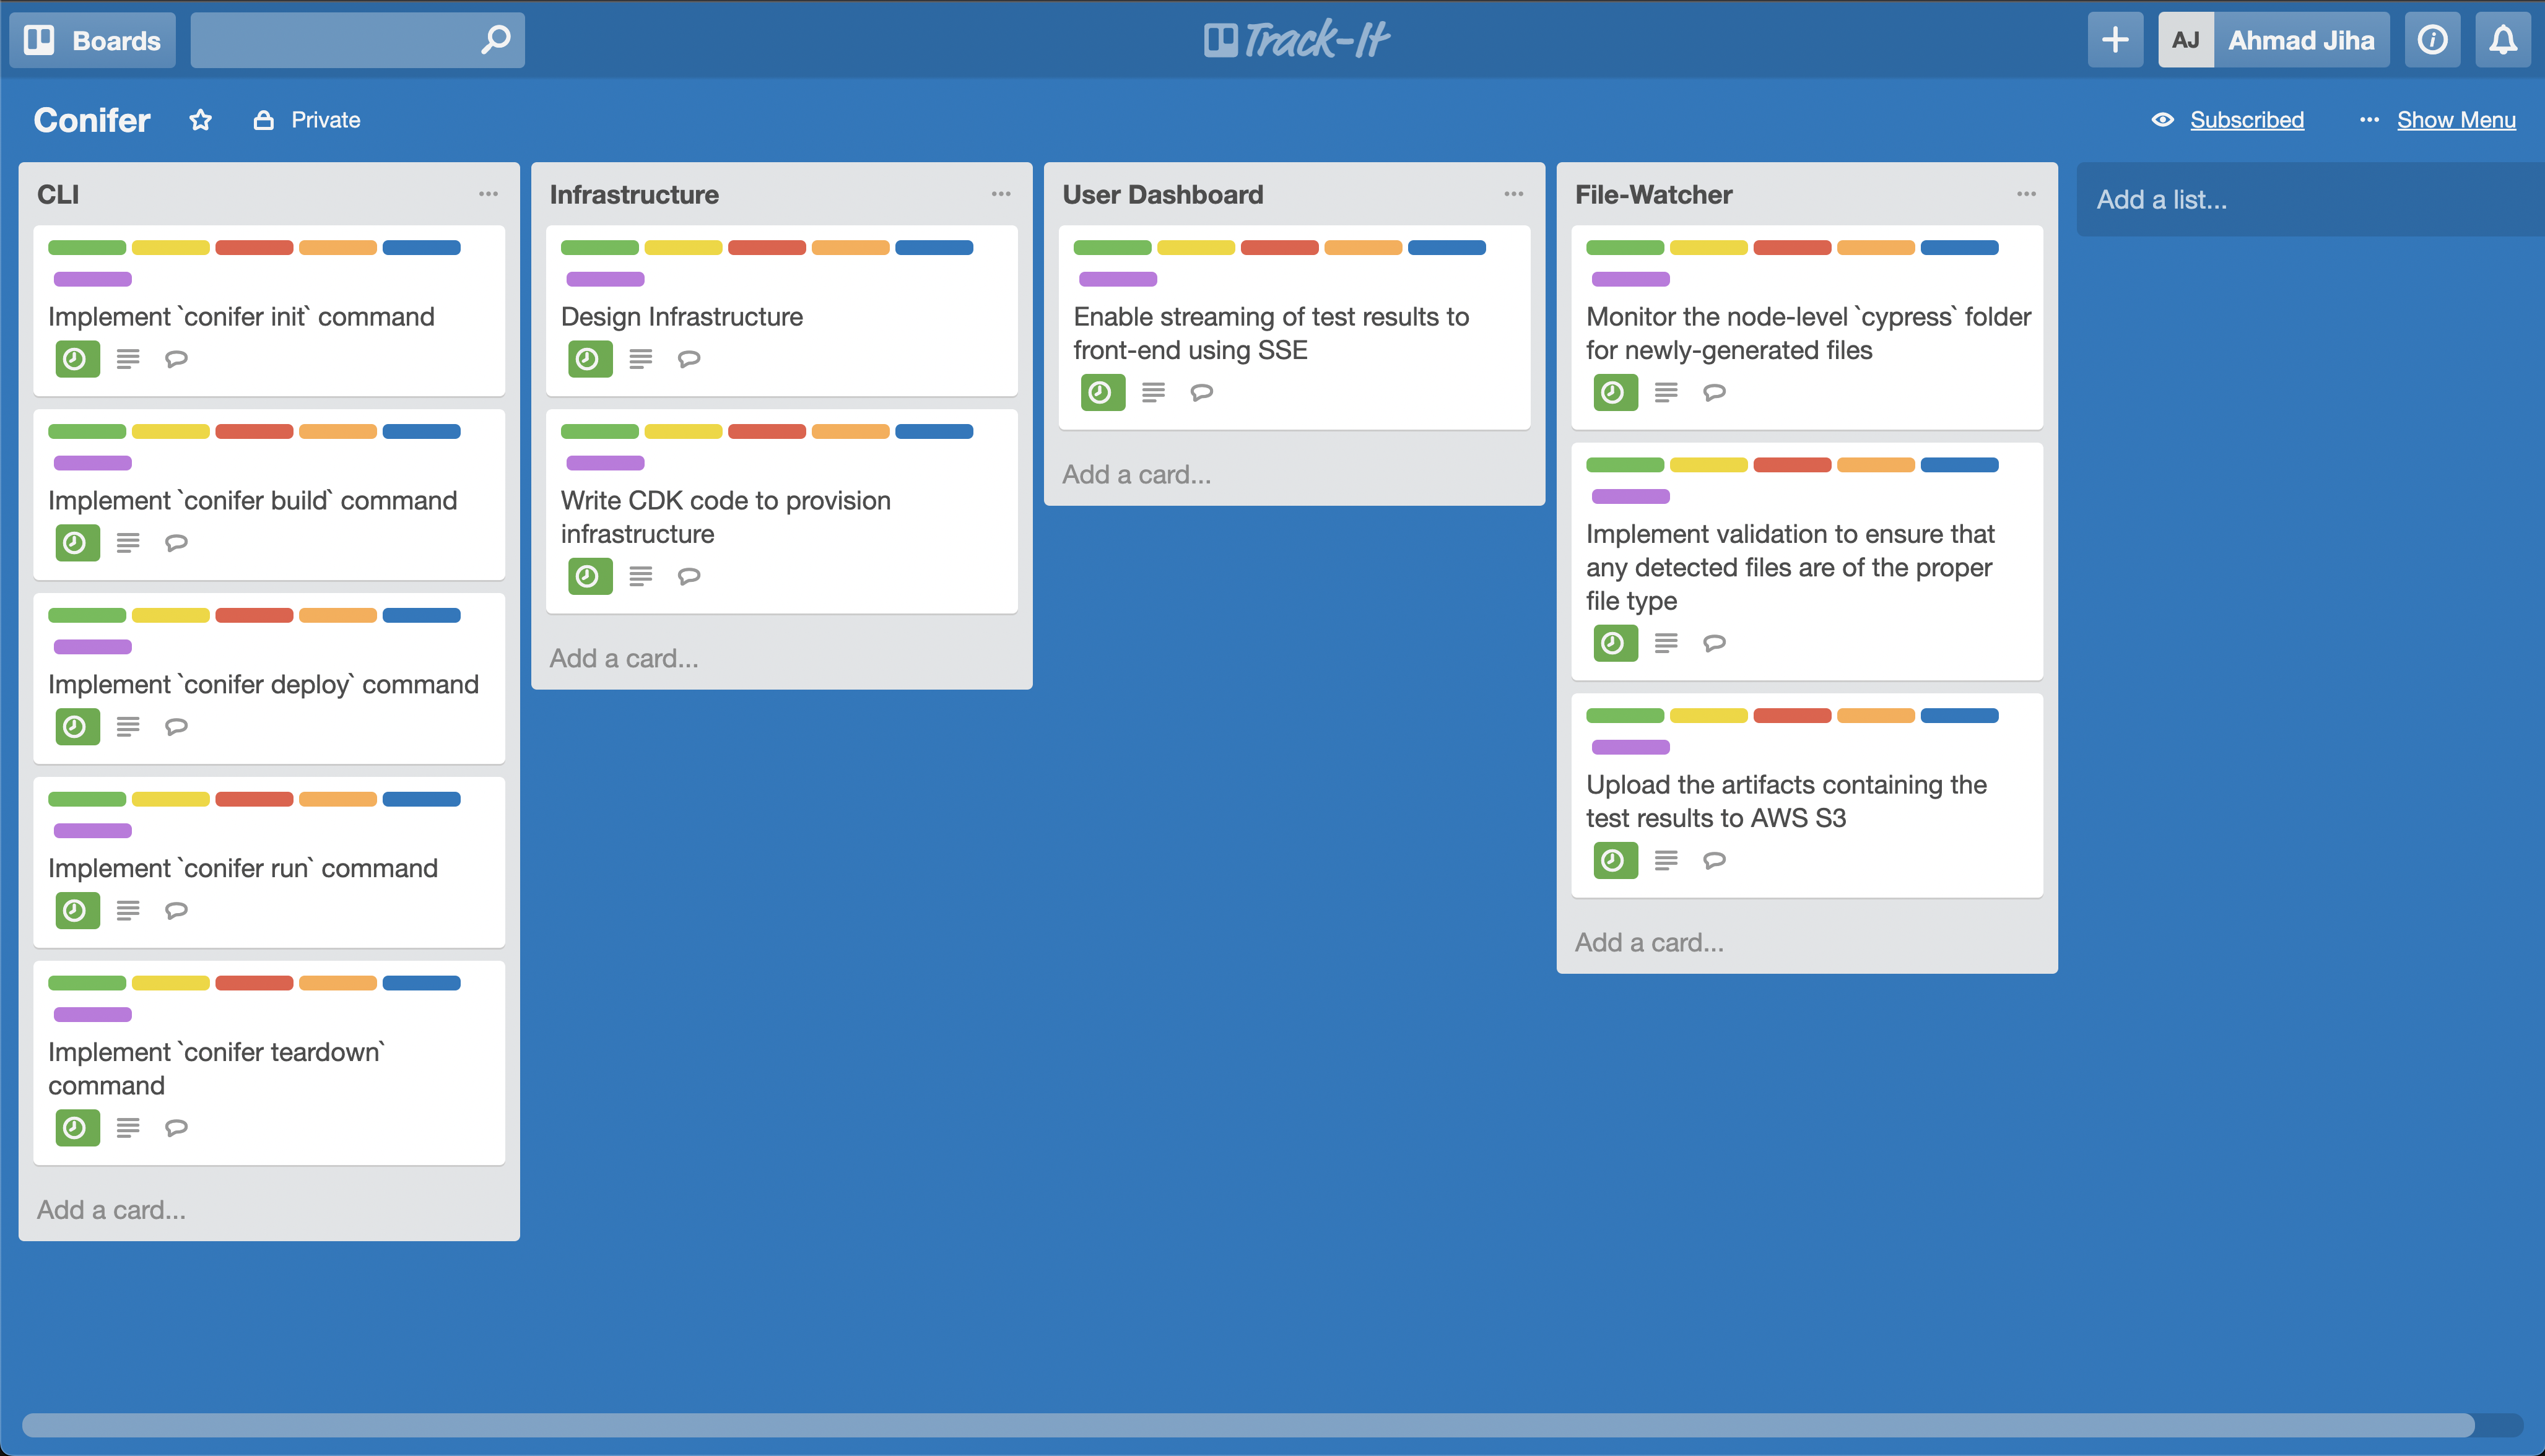 Boards
Track-It
AJ
Ahmad Jiha
Conifer
Private
Subscribed
Show Menu
CLI
Implement `conifer init` command
Implement `conifer build` command
Implement `conifer deploy` command
Implement `conifer run` command
Implement `conifer teardown`
command
Add a card...
Infrastructure
Design Infrastructure
Write CDK code to provision
infrastructure
Add a card...
User Dashboard
Enable streaming of test results to
front-end using SSE
Add a card...
File-Watcher
Monitor the node-level `cypress` folder
for newly-generated files
Implement validation to ensure that
any detected files are of the proper
file type
Upload the artifacts containing the
test results to AWS S3
Add a card...
Add a list...